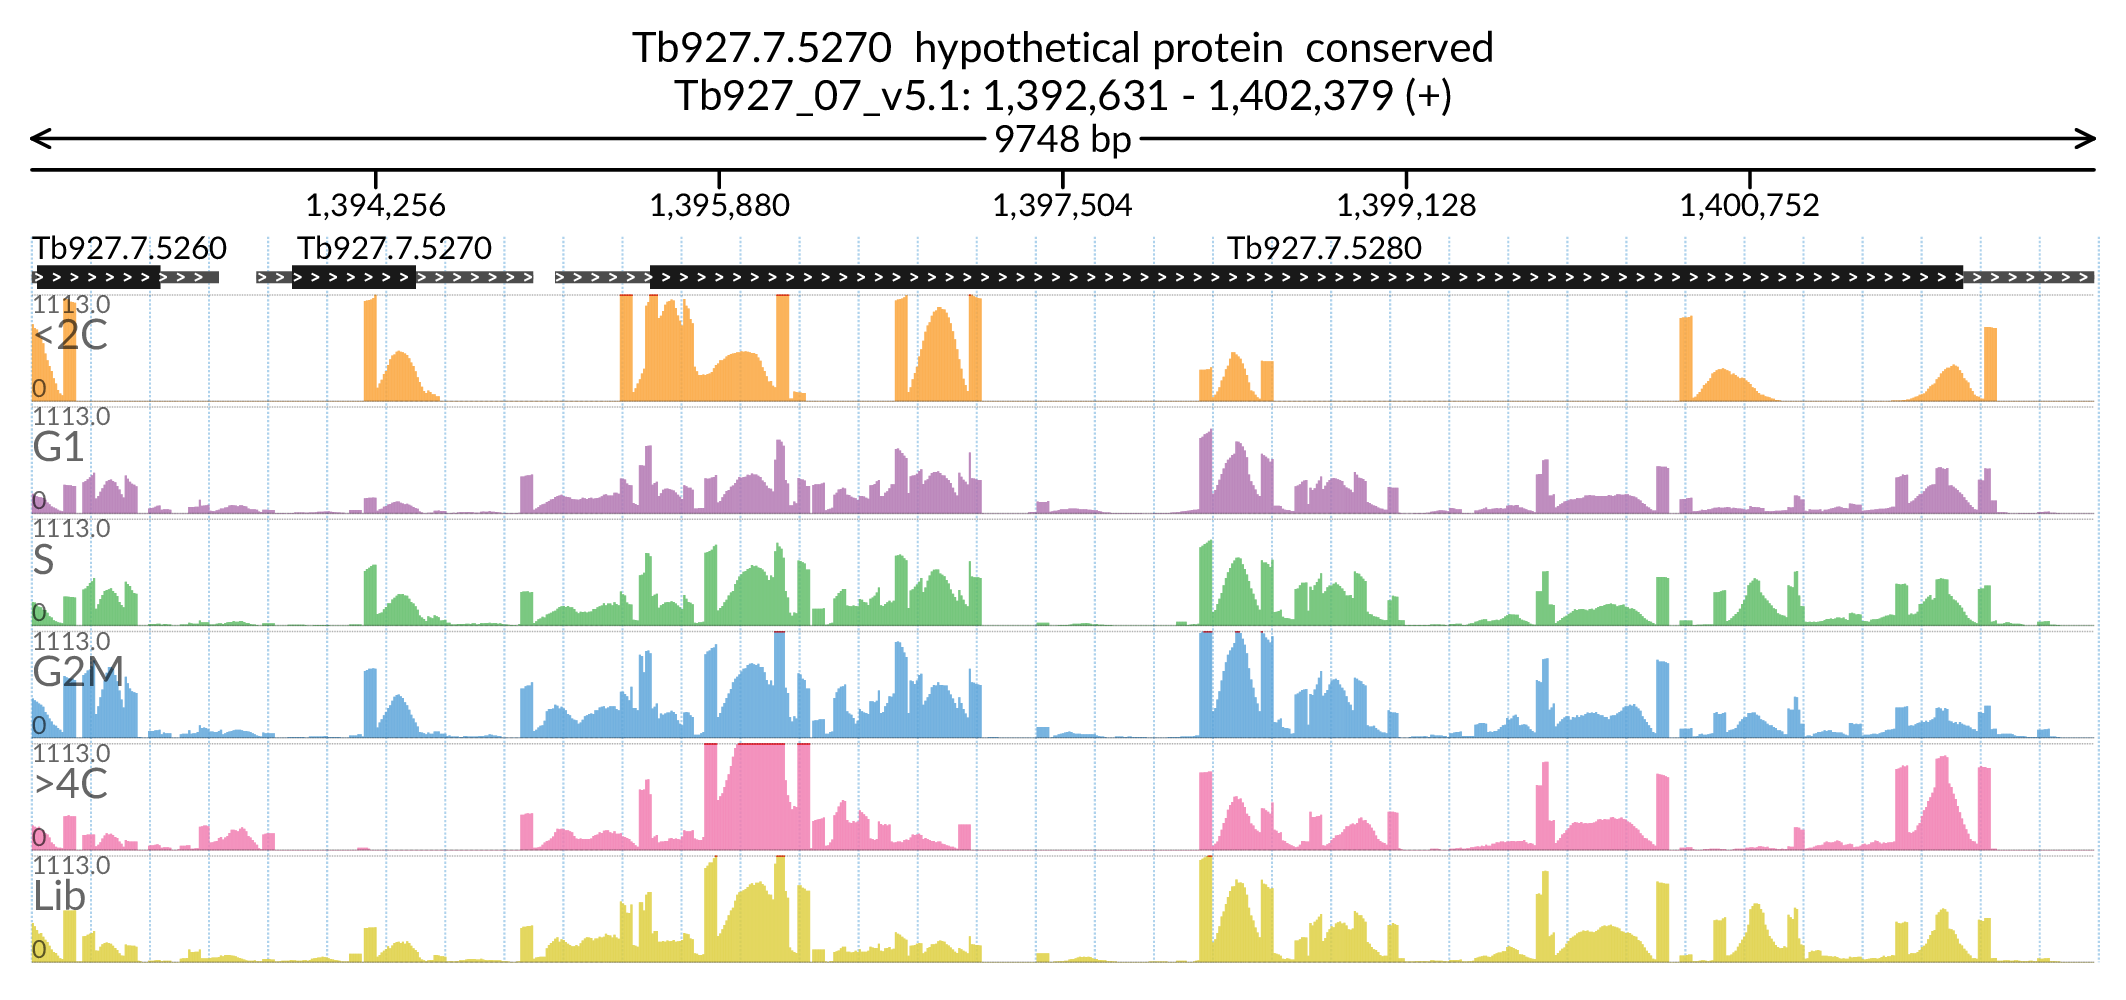 Tb927.7.5270 hypothetical protein conserved
Tb927_07_v5.1: 1,392,631 - 1,402,379 (+)
9748 bp
1,394,256 1,395,880 1,397,504 1,399,128 1,400,752
Tb927.7.5260 Tb927.7.5270 Tb927.7.5280
1113.0
<2C
0
1113.0
G1
0
1113.0
S
0
1113.0
G2M
0
1113.0
>4C
0
1113.0
Lib
0